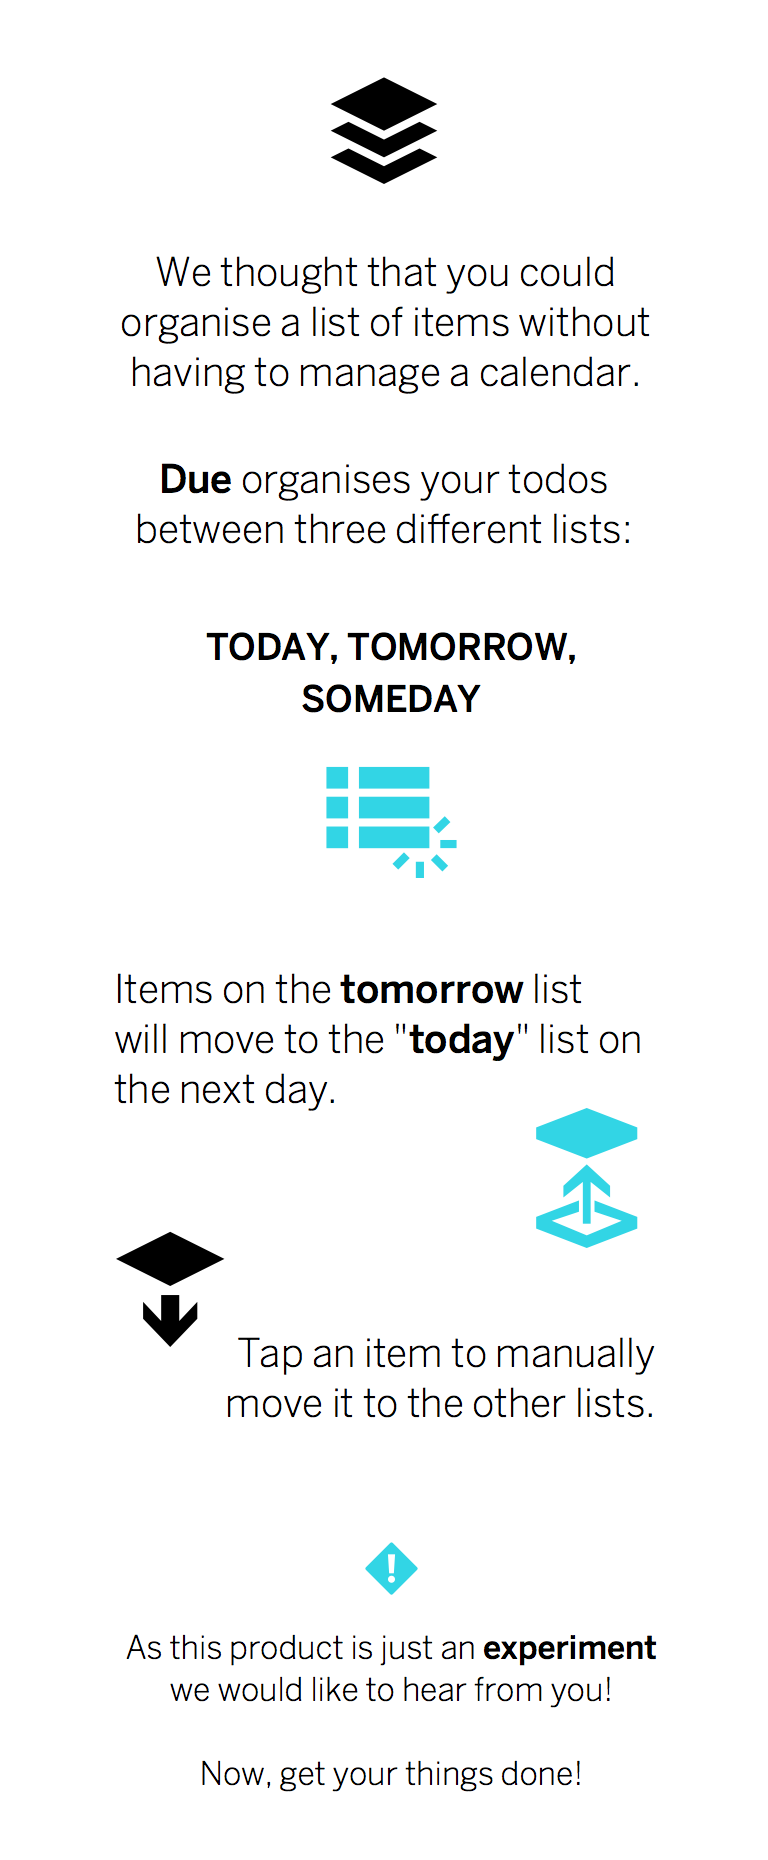 We thought that you could
organise a list of items without
having to manage a calendar.
Due organises your todos
between three different lists:
TODAY, TOMORROW,
SOMEDAY
Items on the tomorrow list
will move to the "today" list on
the next day.
Tap an item to manually
move it to the other lists.
!
As this product is just an experiment
we would like to hear from you!
Now, get your things done!